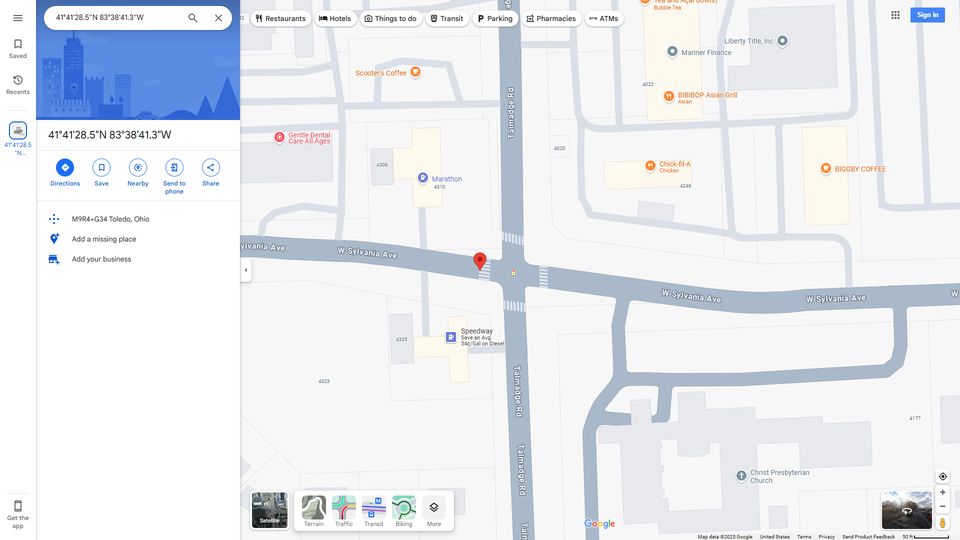 41°41'28.5"N 83°38'41.3"W
Restaurants
Hotels
Things to do
Transit
Parking
Pharmacies
ATMs
Sign in
Saved
Recents
41°41'28.5
"N...
Get the
app
41°41'28.5"N 83°38'41.3"W
Directions
Save
Nearby
Send to
phone
Share
M9R4+G34 Toledo, Ohio
Add a missing place
Add your business
Tea and Açaí Bowls)
Bubble Tea
Liberty Title, Inc
Mariner Finance
Scooter's Coffee
4022
BIBIBOP Asian Grill
Asian
Talmadge Rd
Gentle Dental
Care-All Ages
4306
Marathon
4310
4020
Chick-fil-A
Chicken
4246
BIGGBY COFFEE
W Sylvania Ave
W Sylvania Ave
W Sylvania Ave
Speedway
Save an Avg.
34¢/Gal on Diesel
4305
4323
Talmadge Rd
Talmadge Rd
4177
Christ Presbyterian
Church
Satellite
Terrain
Traffic
Transit
Biking
More
Google
Map data ©2025 Google
United States
Terms
Privacy
Send Product Feedback
50 ft